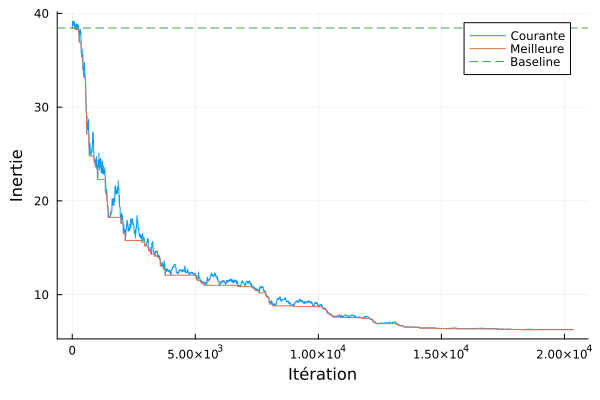 40
30
20
10
Inertie
Courante
Meilleure
Baseline
0
5.00×10³
1.00×10⁴
1.50×10⁴
2.00×10⁴
Itération